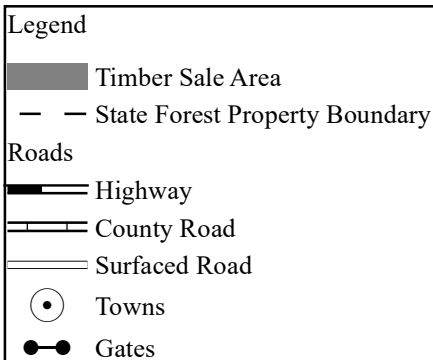 Legend
Timber Sale Area
State Forest Property Boundary
Roads
Highway
County Road
Surfaced Road
Towns
Gates